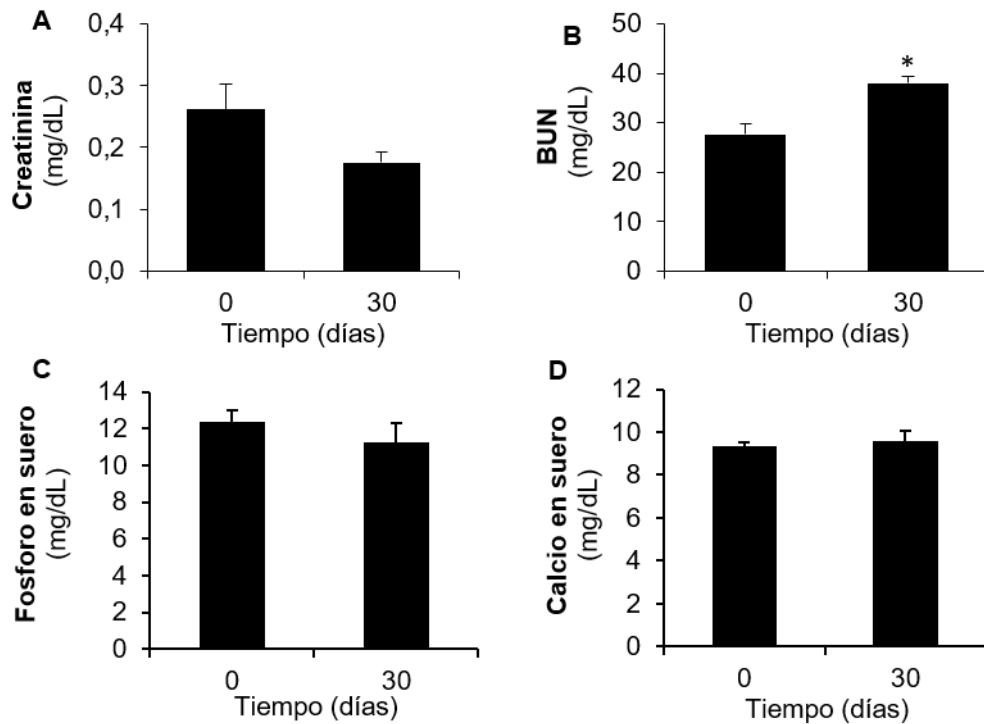 A
Creatinina
(mg/dL)
0,4
0,3
0,2
0,1
0,0
0 30
Tiempo (días)
B
BUN
(mg/dL)
50
40
30
20
10
0
*
0 30
Tiempo (días)
C
Fosforo en suero
(mg/dL)
14
12
10
8
6
4
2
0
0 30
Tiempo (días)
D
Calcio en suero
(mg/dL)
12
10
8
6
4
2
0
0 30
Tiempo (días)